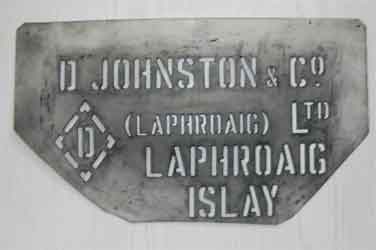 D JOHNSTON & Cº
D (LAPHROAIG) LTD
LAPHROAIG
ISLAY